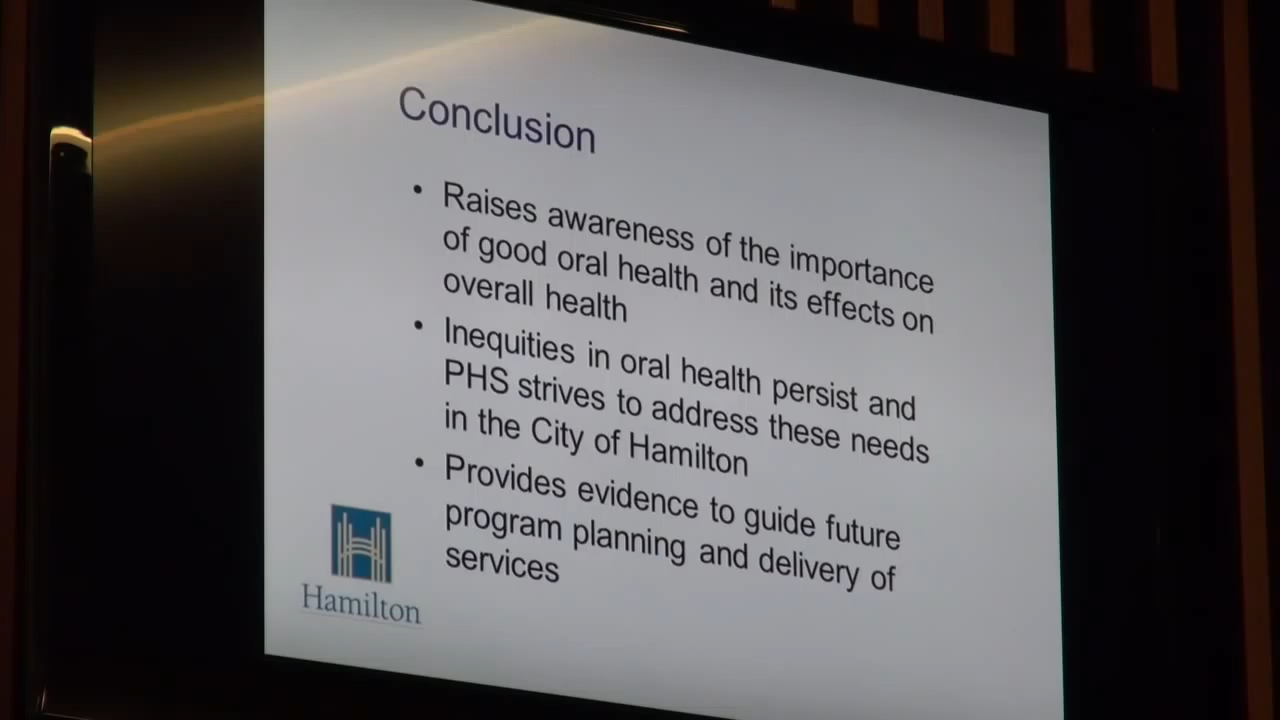 Conclusion
• Raises awareness of the importance
of good oral health and its effects on
overall health
• Inequities in oral health persist and
PHS strives to address these needs
in the City of Hamilton
• Provides evidence to guide future
program planning and delivery of
services
Hamilton